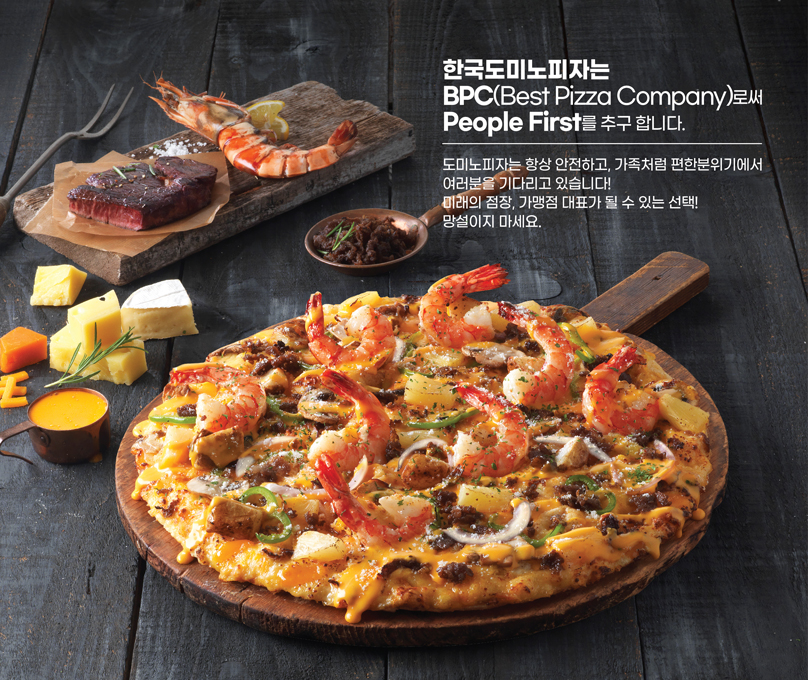 한국도미노피자는
BPC(Best Pizza Company)로써
People First를 추구 합니다.
도미노피자는 항상 안전하고, 가족처럼 편한분위기에서
여러분을 기다리고 있습니다!
미래의 점장, 가맹점 대표가 될 수 있는 선택!
망설이지 마세요.